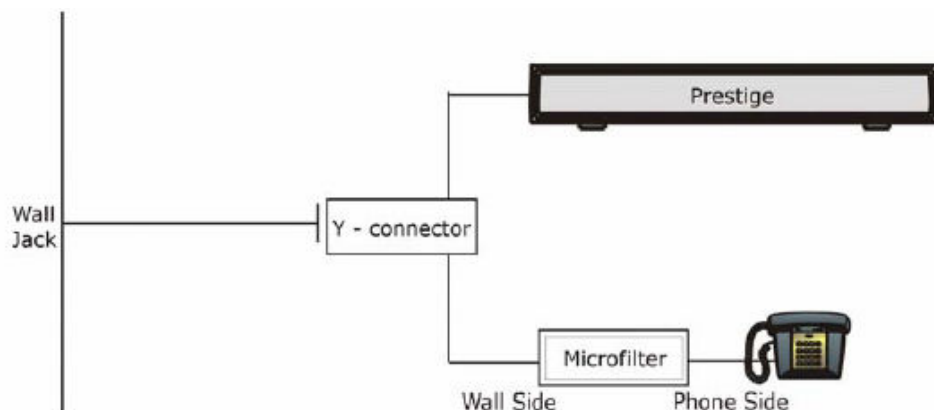 Prestige
Wall
Jack
Y - connector
Microfilter
Wall Side
Phone Side